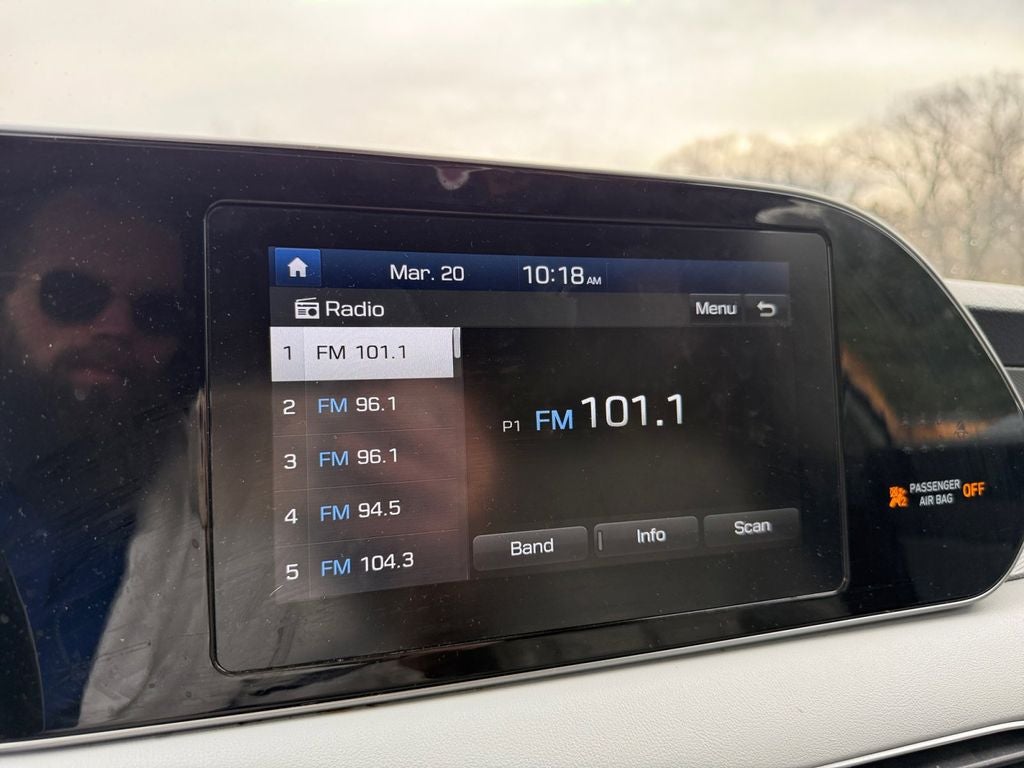 Mar. 20 10:18 AM
Radio Menu
1 FM 101.1
2 FM 96.1
3 FM 96.1
4 FM 94.5
5 FM 104.3
P1 FM 101.1
Band Info Scan
PASSENGER
AIR BAG OFF